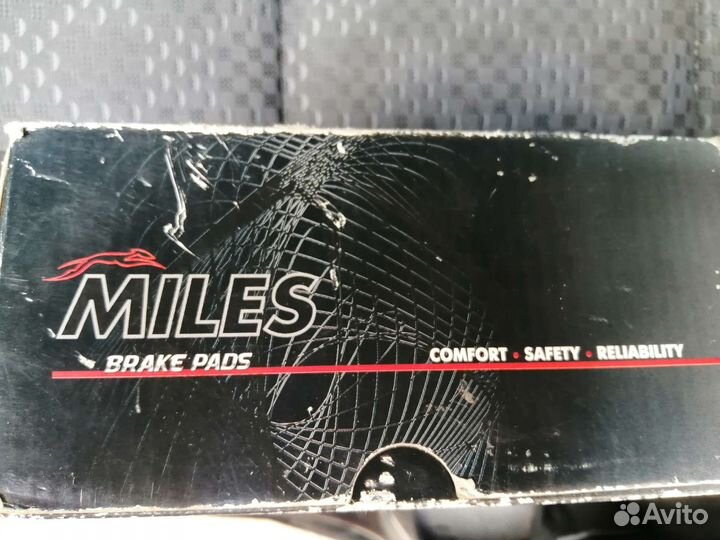 MILES
BRAKE PADS
COMFORT • SAFETY • RELIABILITY
Avito